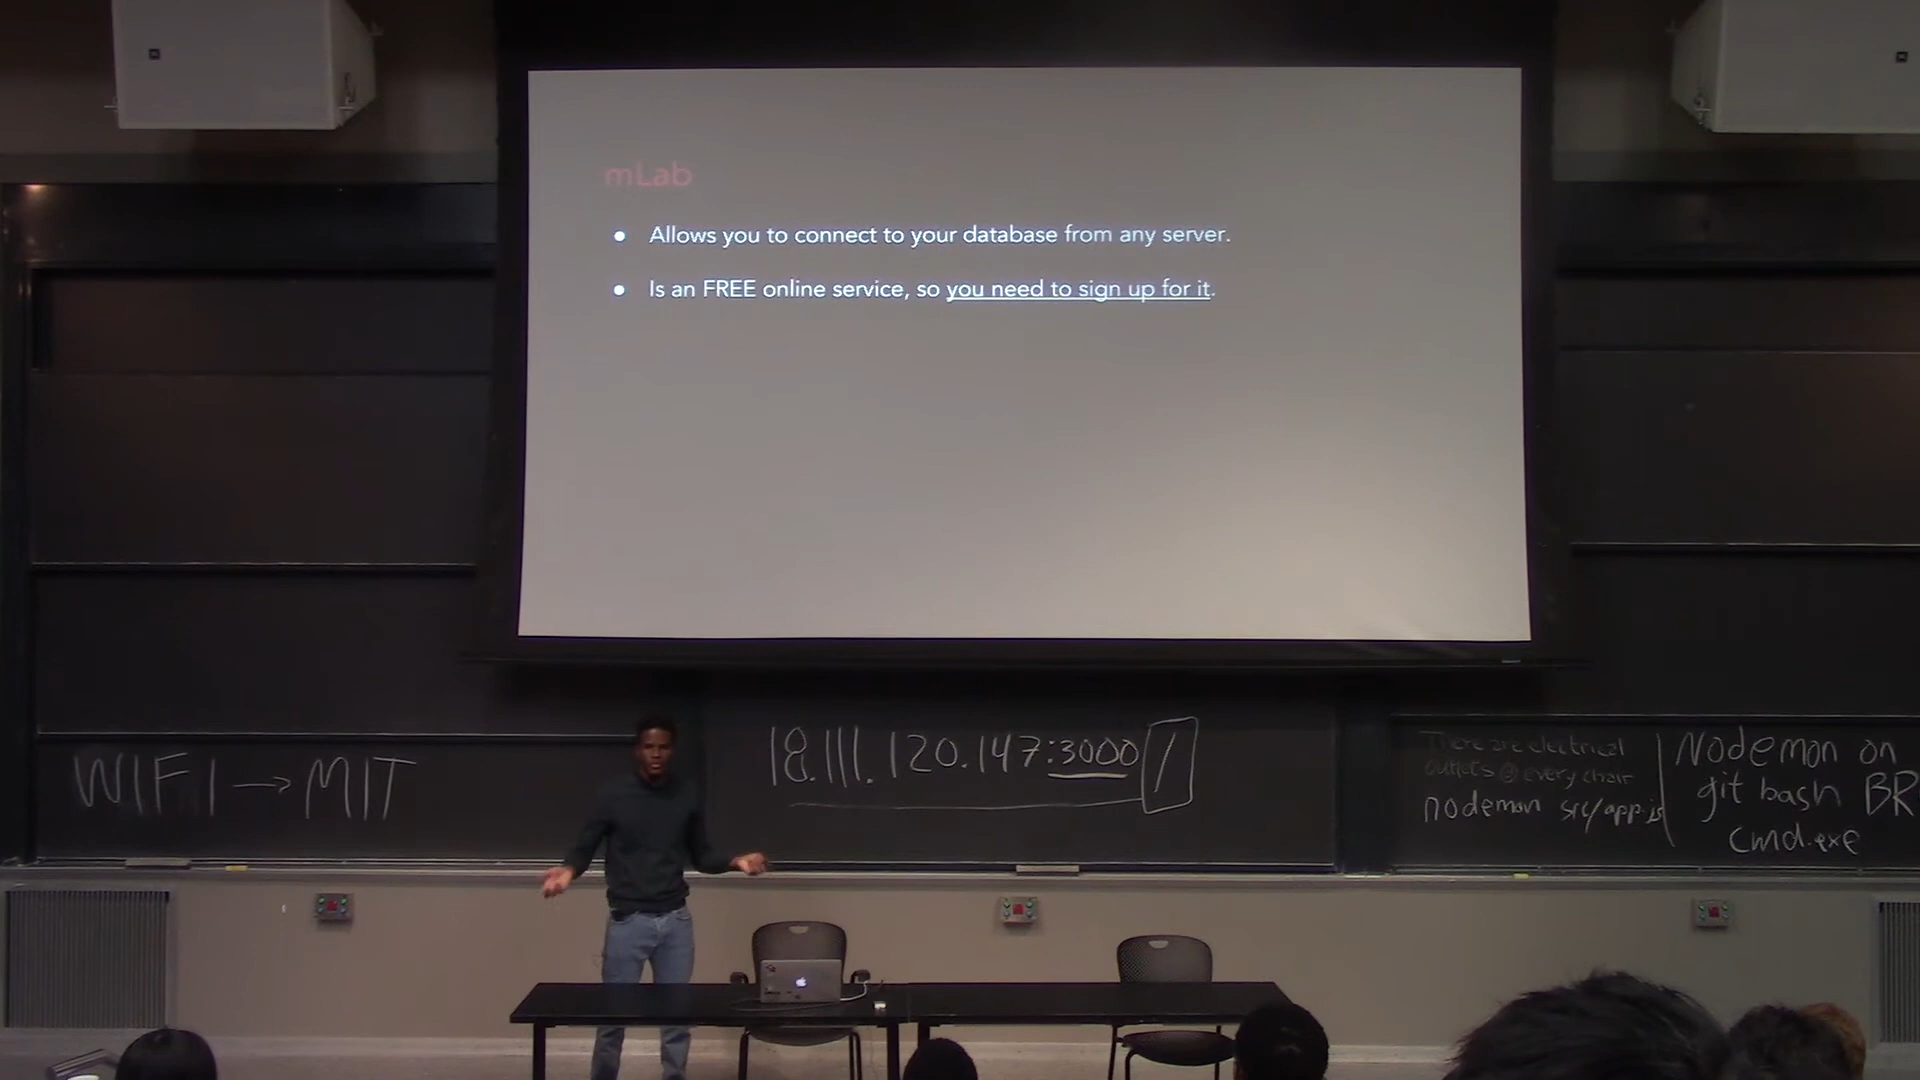 mLab
• Allows you to connect to your database from any server.
• Is an FREE online service, so you need to sign up for it.
WIFI → MIT
18.111.120.147:3000/
There are electrical
outlets @ every chair
nodemon src/app.js
Nodemon on
git bash BR
cmd.exe